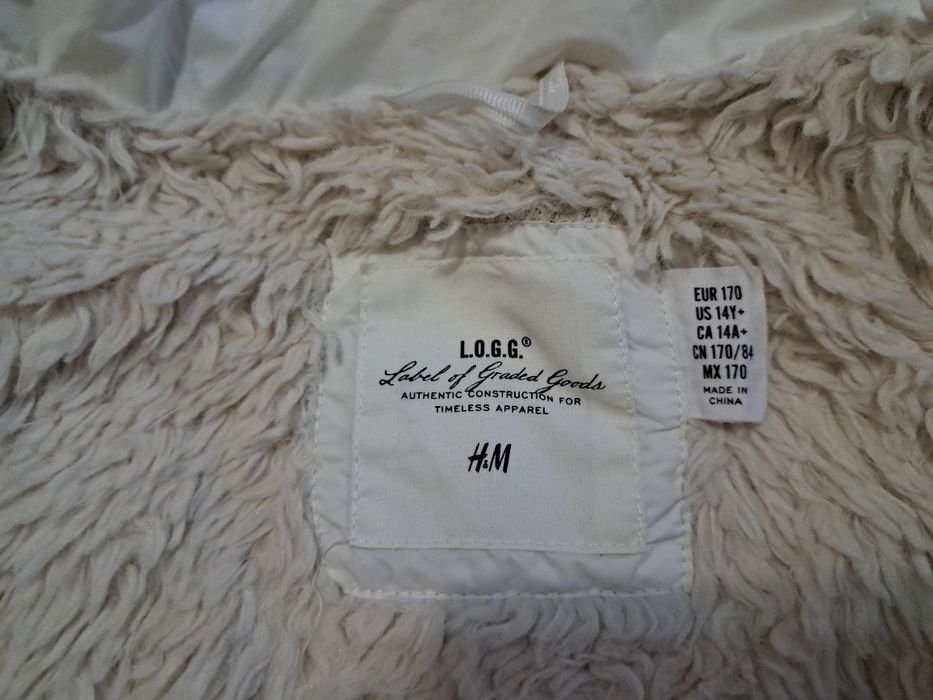 L.O.G.G.®
Label of Graded Goods
AUTHENTIC CONSTRUCTION FOR
TIMELESS APPAREL
H&M
EUR 170
US 14Y+
CA 14A+
CN 170/84
MX 170
MADE IN
CHINA